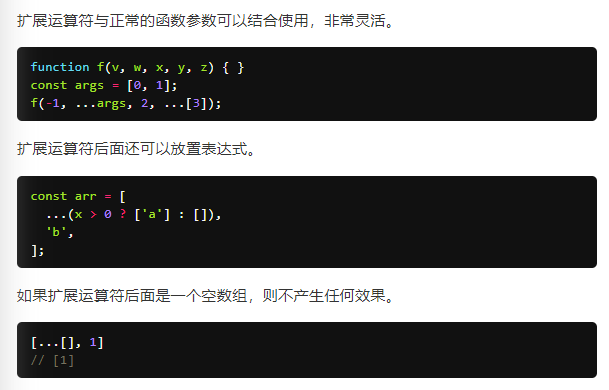 扩展运算符与正常的函数参数可以结合使用，非常灵活。
function f(v, w, x, y, z) { }
const args = [0, 1];
f(-1, ...args, 2, ...[3]);
扩展运算符后面还可以放置表达式。
const arr = [
  ...(x > 0 ? ['a'] : []),
  'b',
];
如果扩展运算符后面是一个空数组，则不产生任何效果。
[...[], 1]
// [1]